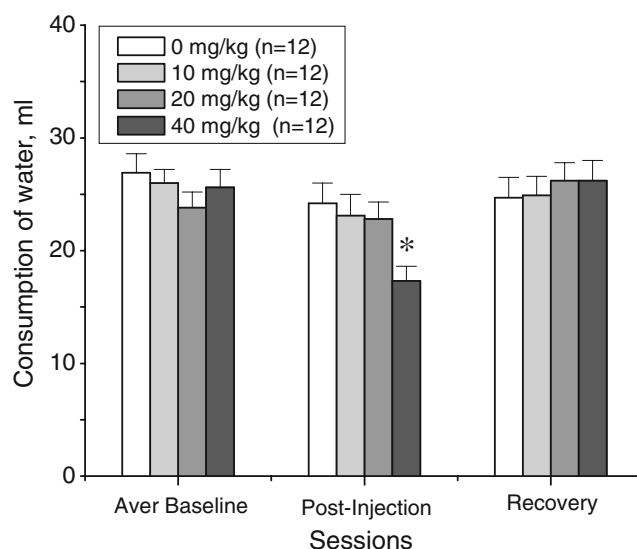 40
30
20
10
0
Consumption of water, ml
0 mg/kg (n=12)
10 mg/kg (n=12)
20 mg/kg (n=12)
40 mg/kg (n=12)
*
Aver Baseline
Post-Injection
Recovery
Sessions